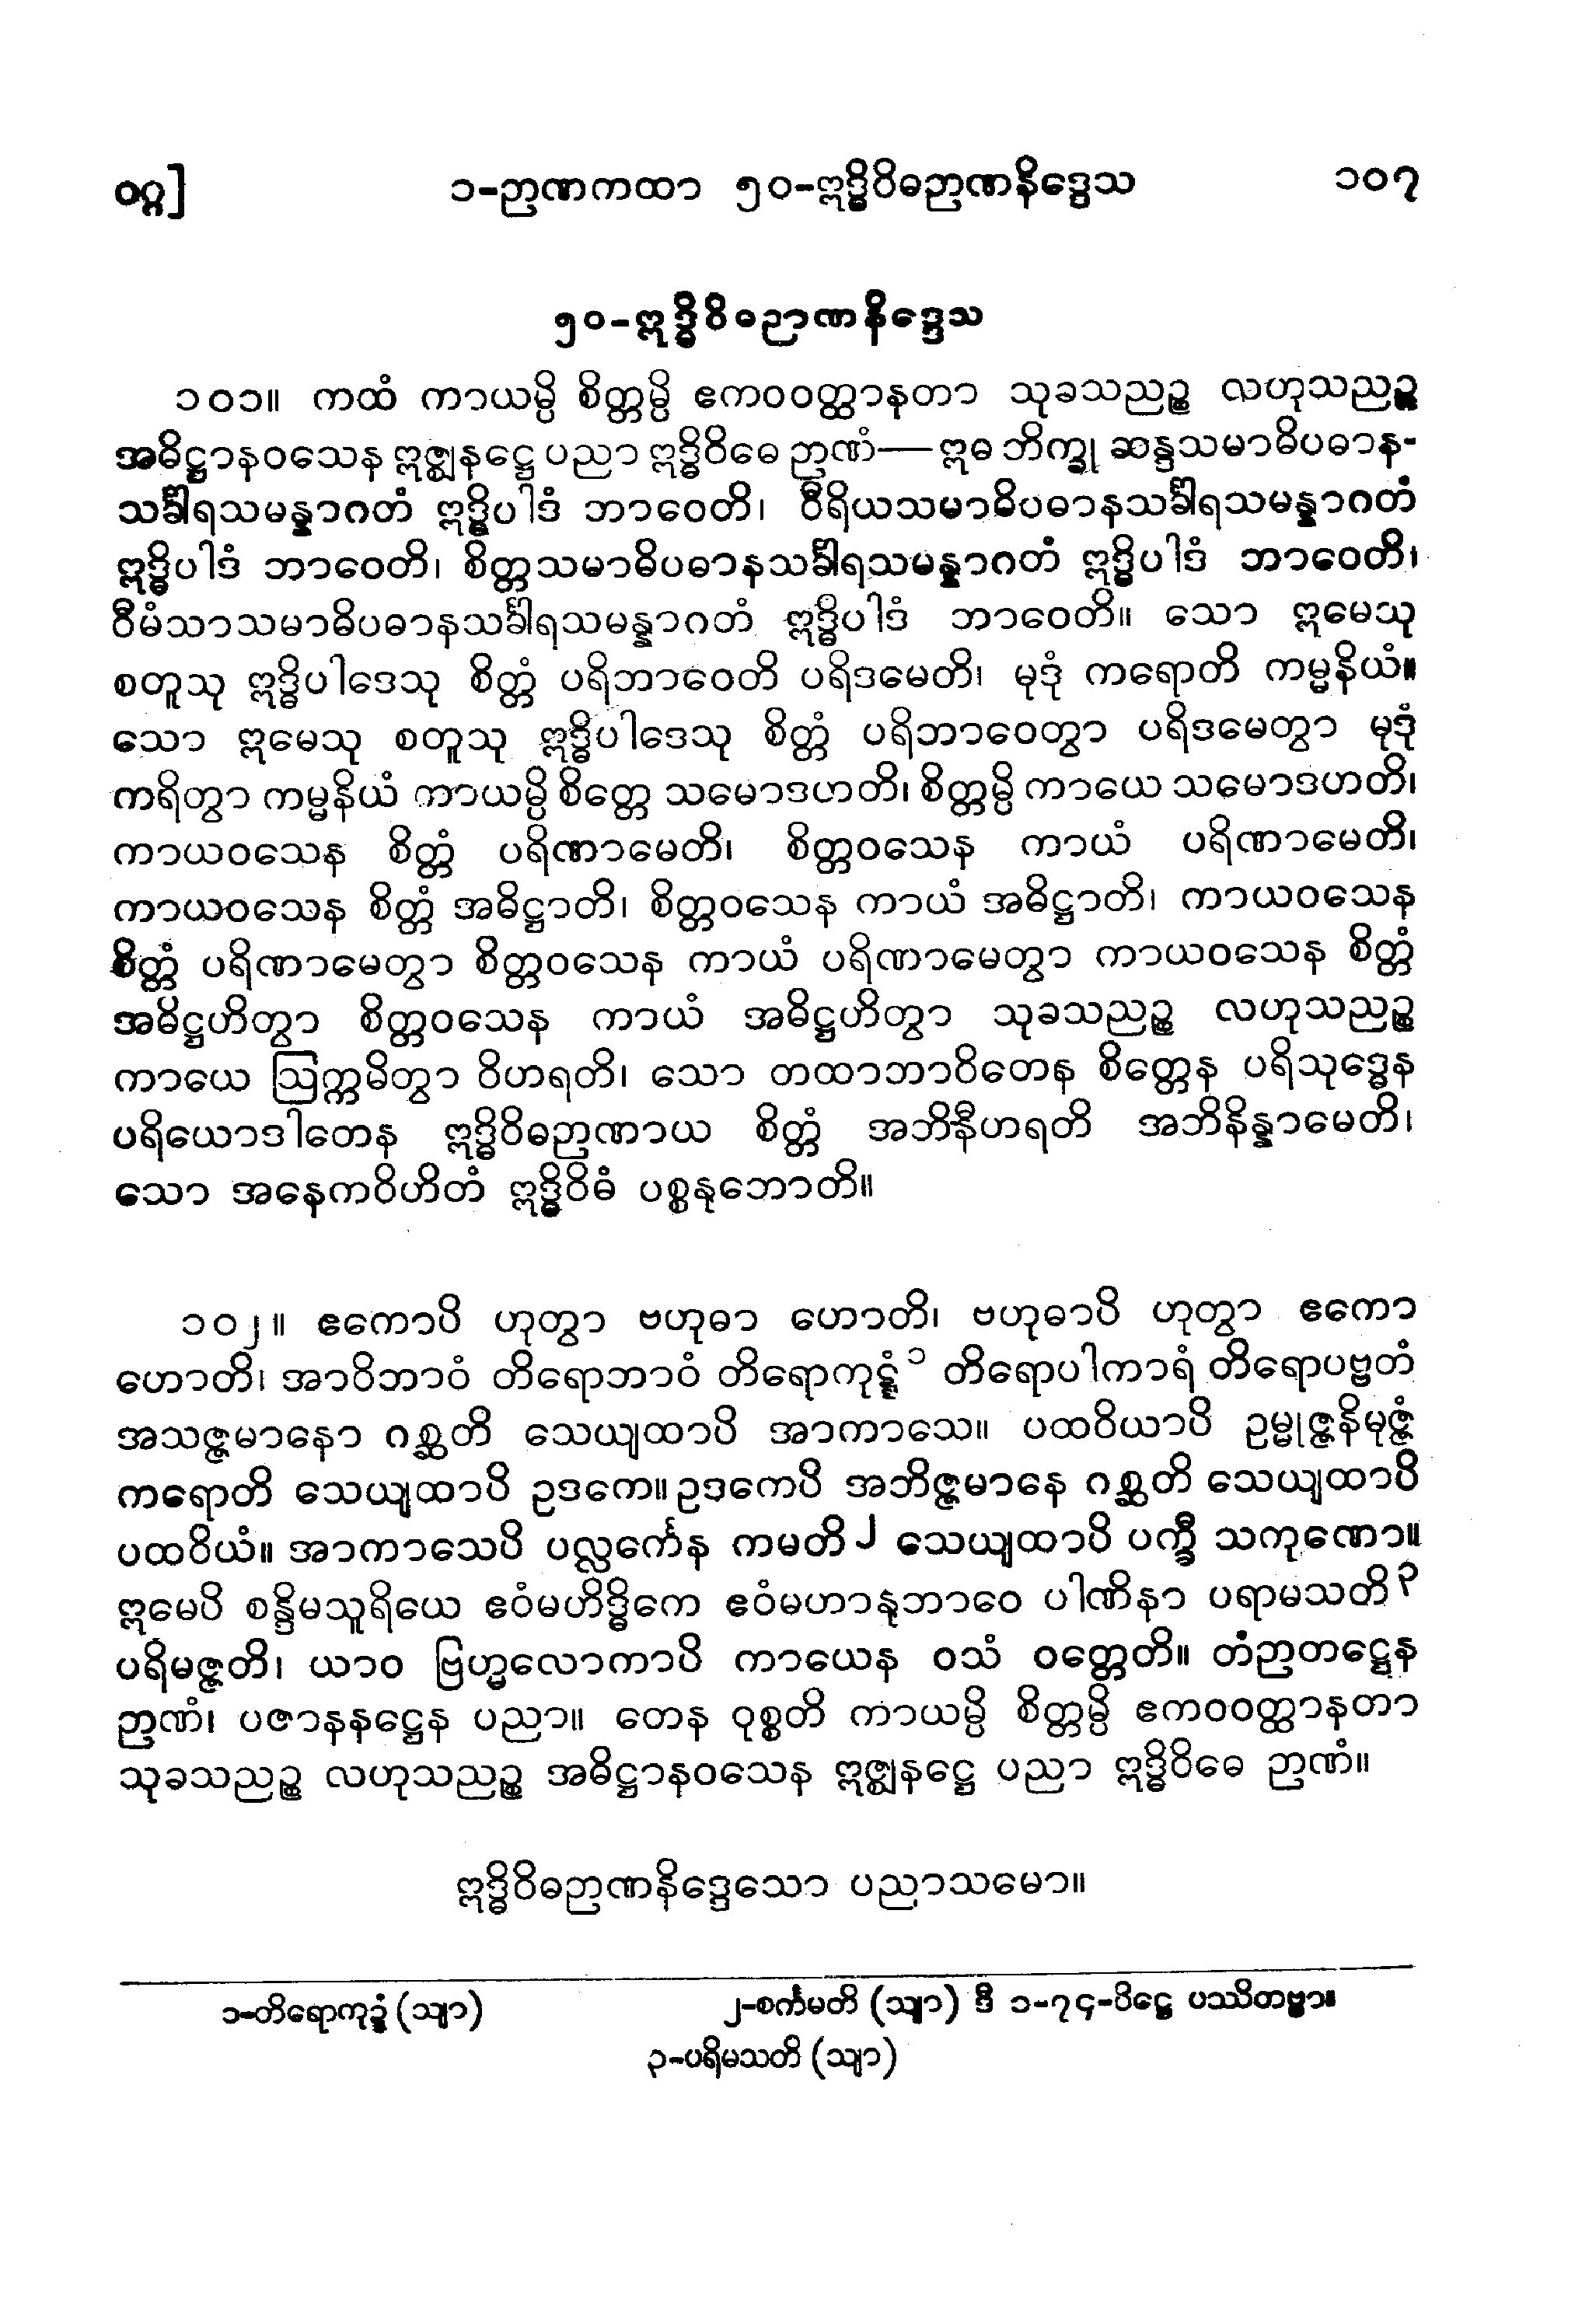 ဝဂ္ဂ] ၁-ဉာဏကထာ ၅၀-ဣဒ္ဓိဝိဓဉာဏနိဒ္ဒေသ ၁၀၇
၅၀-ဣဒ္ဓိဝိဓဉာဏနိဒ္ဒေသ
၁၀၁။ ကထံ ကာယမ္ပိ စိတ္တမ္ပိ ဧကဝဝတ္ထာနတာ သုခသညဉ္စ လဟုသညဉ္စ
အဓိဋ္ဌာနဝသေန ဣဇ္ဈနဋ္ဌေ ပညာ ဣဒ္ဓိဝိဓေ ဉာဏံ—ဣဓ ဘိက္ခု ဆန္ဒသမာဓိပဓာန-
သင်္ခါရသမန္နာဂတံ ဣဒ္ဓိပါဒံ ဘာဝေတိ၊ ဝီရိယသမာဓိပဓာနသင်္ခါရသမန္နာဂတံ
ဣဒ္ဓိပါဒံ ဘာဝေတိ၊ စိတ္တသမာဓိပဓာနသင်္ခါရသမန္နာဂတံ ဣဒ္ဓိပါဒံ ဘာဝေတိ၊
ဝီမံသာသမာဓိပဓာနသင်္ခါရသမန္နာဂတံ ဣဒ္ဓိပါဒံ ဘာဝေတိ။ သော ဣမေသု
စတူသု ဣဒ္ဓိပါဒေသု စိတ္တံ ပရိဘာဝေတိ ပရိဒမေတိ၊ မုဒုံ ကရောတိ ကမ္မနိယံ။
သော ဣမေသု စတူသု ဣဒ္ဓိပါဒေသု စိတ္တံ ပရိဘာဝေတွာ ပရိဒမေတွာ မုဒုံ
ကရိတွာ ကမ္မနိယံ ကာယမ္ပိ စိတ္တေ သမောဒဟတိ၊ စိတ္တမ္ပိ ကာယေ သမောဒဟတိ၊
ကာယဝသေန စိတ္တံ ပရိဏာမေတိ၊ စိတ္တဝသေန ကာယံ ပရိဏာမေတိ၊
ကာယဝသေန စိတ္တံ အဓိဋ္ဌာတိ၊ စိတ္တဝသေန ကာယံ အဓိဋ္ဌာတိ၊ ကာယဝသေန
စိတ္တံ ပရိဏာမေတွာ စိတ္တဝသေန ကာယံ ပရိဏာမေတွာ ကာယဝသေန စိတ္တံ
အဓိဋ္ဌဟိတွာ စိတ္တဝသေန ကာယံ အဓိဋ္ဌဟိတွာ သုခသညဉ္စ လဟုသညဉ္စ
ကာယေ ဩက္ကမိတွာ ဝိဟရတိ၊ သော တထာဘာဝိတေန စိတ္တေန ပရိသုဒ္ဓေန
ပရိယောဒါတေန ဣဒ္ဓိဝိဓဉာဏာယ စိတ္တံ အဘိနီဟရတိ အဘိနိန္နာမေတိ၊
သော အနေကဝိဟိတံ ဣဒ္ဓိဝိဓံ ပစ္စနုဘောတိ။
၁၀၂။ ဧကောပိ ဟုတွာ ဗဟုဓာ ဟောတိ၊ ဗဟုဓာပိ ဟုတွာ ဧကော
ဟောတိ၊ အာဝိဘာဝံ တိရောဘာဝံ တိရောကုဋ္ဋံ ၁ တိရောပါကာရံ တိရောပဗ္ဗတံ
အသဇ္ဇမာနော ဂစ္ဆတိ သေယျထာပိ အာကာသေ။ ပထဝိယာပိ ဥမ္မုဇ္ဇနိမုဇ္ဇံ
ကရောတိ သေယျထာပိ ဥဒကေ။ ဥဒကေပိ အဘိဇ္ဇမာနေ ဂစ္ဆတိ သေယျထာပိ
ပထဝိယံ။ အာကာသေပိ ပလ္လင်္ကေန ကမတိ ၂ သေယျထာပိ ပက္ခီ သကုဏော။
ဣမေပိ စန္ဒိမသူရိယေ ဧဝံမဟိဒ္ဓိကေ ဧဝံမဟာနုဘာဝေ ပါဏိနာ ပရာမသတိ ၃
ပရိမဇ္ဇတိ၊ ယာဝ ဗြဟ္မလောကာပိ ကာယေန ဝသံ ဝတ္တေတိ။ တံဉာတဋ္ဌေန
ဉာဏံ၊ ပဇာနနဋ္ဌေန ပညာ။ တေန ဝုစ္စတိ ကာယမ္ပိ စိတ္တမ္ပိ ဧကဝဝတ္ထာနတာ
သုခသညဉ္စ လဟုသညဉ္စ အဓိဋ္ဌာနဝသေန ဣဇ္ဈနဋ္ဌေ ပညာ ဣဒ္ဓိဝိဓေ ဉာဏံ။
ဣဒ္ဓိဝိဓဉာဏနိဒ္ဒေသော ပညာသမော။
၁-တိရောကုဍ္ဍံ (သျာ) ၂-စင်္ကမတိ (သျာ) ဒီ ၁-၇၄-ပိဋ္ဌေ ပဿိတဗ္ဗာ။
၃-ပရိမသတိ (သျာ)